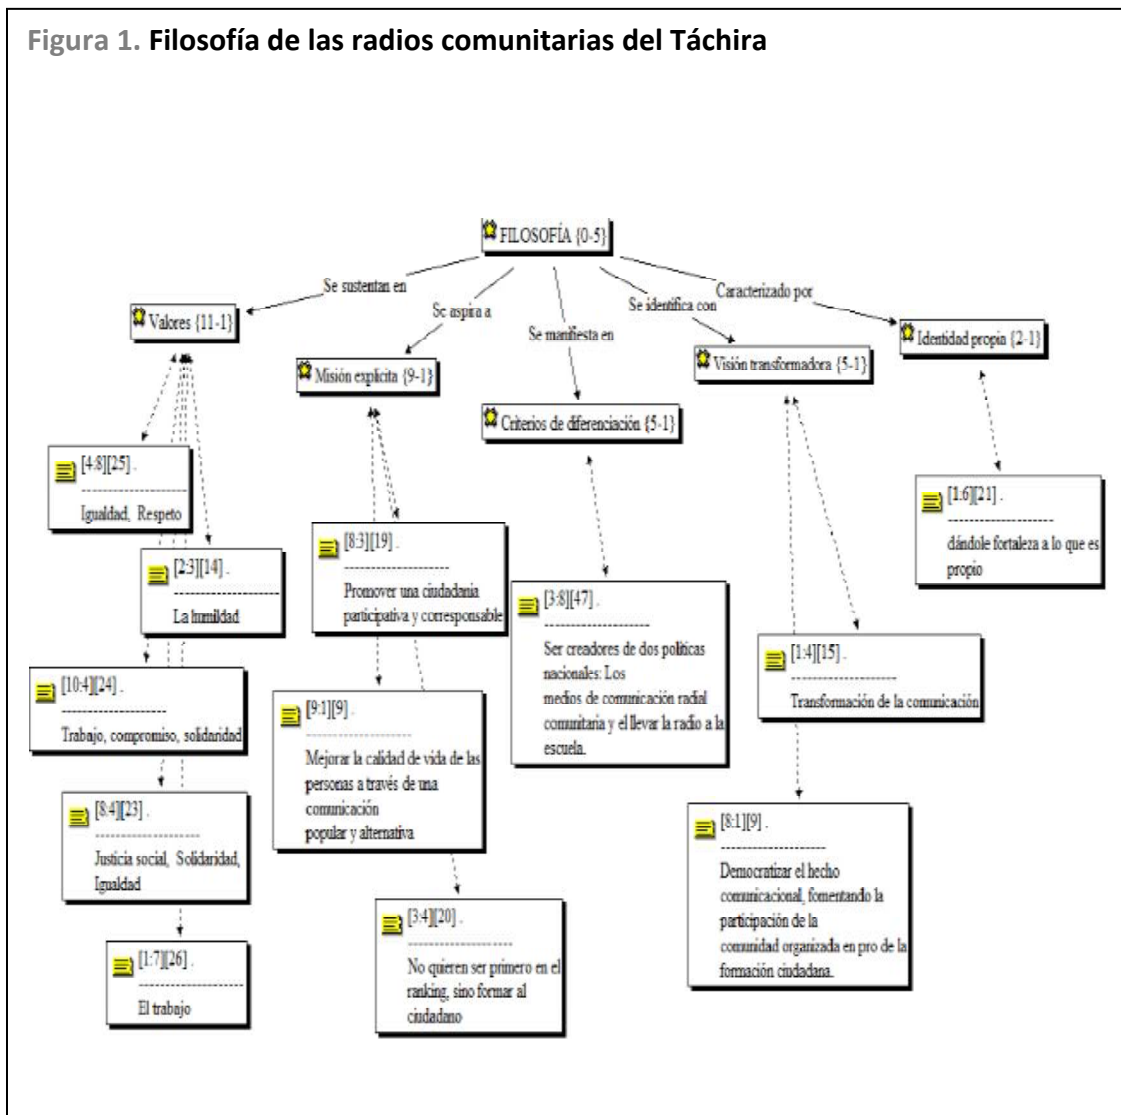 Figura 1. Filosofía de las radios comunitarias del Táchira
FILOSOFÍA {0-5}
Se sustentan en
Se aspira a
Se manifiesta en
Se identifica con
Caracterizado por
Valores {11-1}
Misión explicita {9-1}
Criterios de diferenciación {5-1}
Visión transformadora {5-1}
Identidad propia {2-1}
[4:8][25] .
--------------------
Igualdad, Respeto
[2:3][14] .
--------------------
La humildad
[10:4][24] .
--------------------
Trabajo, compromiso, solidaridad
[8:4][23] .
--------------------
Justicia social, Solidaridad,
Igualdad
[1:7][26] .
--------------------
El trabajo
[8:3][19] .
--------------------
Promover una ciudadania
participativa y corresponsable
[9:1][9] .
--------------------
Mejorar la calidad de vida de las
personas a través de una
comunicación
popular y alternativa
[3:4][20] .
--------------------
No quieren ser primero en el
ranking, sino formar al
ciudadano
[3:8][47] .
--------------------
Ser creadores de dos políticas
nacionales: Los
medios de comunicación radial
comunitaria y el llevar la radio a la
escuela.
[1:4][15] .
--------------------
Transformación de la comunicación
[8:1][9] .
--------------------
Democratizar el hecho
comunicacional, fomentando la
participación de la
comunidad organizada en pro de la
formación ciudadana.
[1:6][21] .
--------------------
dándole fortaleza a lo que es
propio